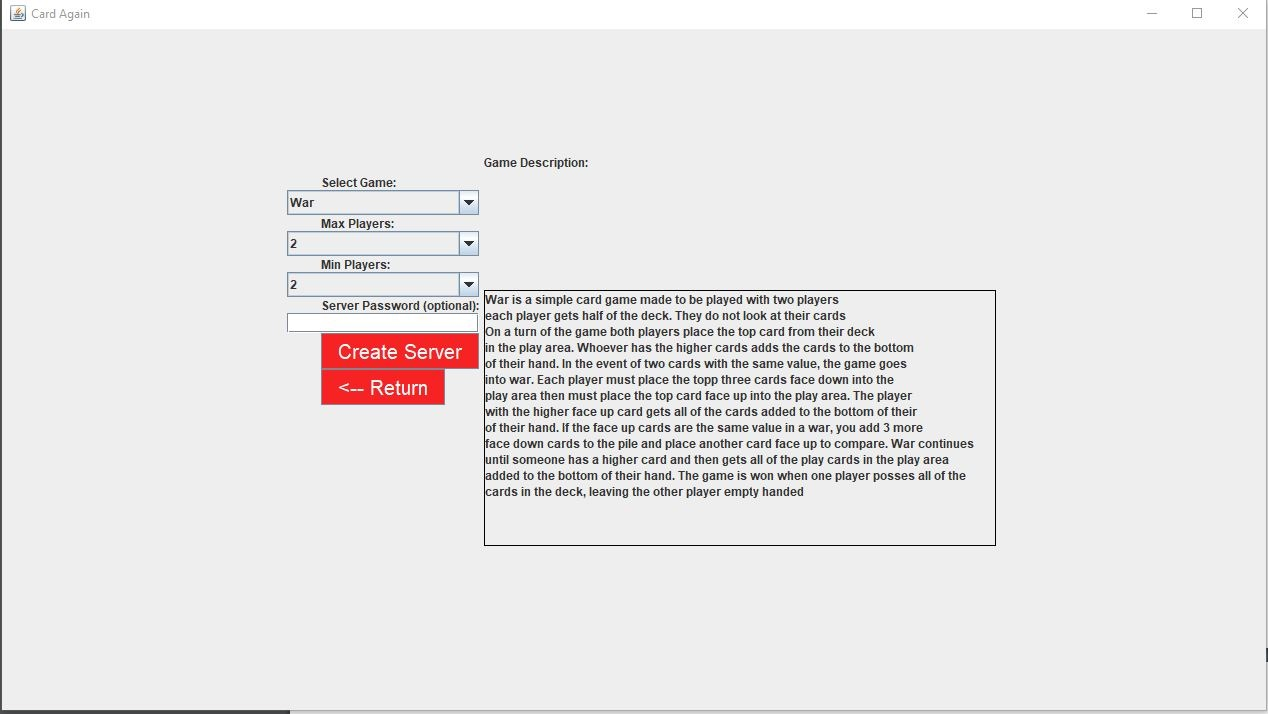 Card Again
Game Description:
Select Game:
War
Max Players:
2
Min Players:
2
Server Password (optional):
Create Server
<-- Return
War is a simple card game made to be played with two players
each player gets half of the deck. They do not look at their cards
On a turn of the game both players place the top card from their deck
in the play area. Whoever has the higher cards adds the cards to the bottom
of their hand. In the event of two cards with the same value, the game goes
into war. Each player must place the topp three cards face down into the
play area then must place the top card face up into the play area. The player
with the higher face up card gets all of the cards added to the bottom of their
of their hand. If the face up cards are the same value in a war, you add 3 more
face down cards to the pile and place another card face up to compare. War continues
until someone has a higher card and then gets all of the play cards in the play area
added to the bottom of their hand. The game is won when one player posses all of the
cards in the deck, leaving the other player empty handed